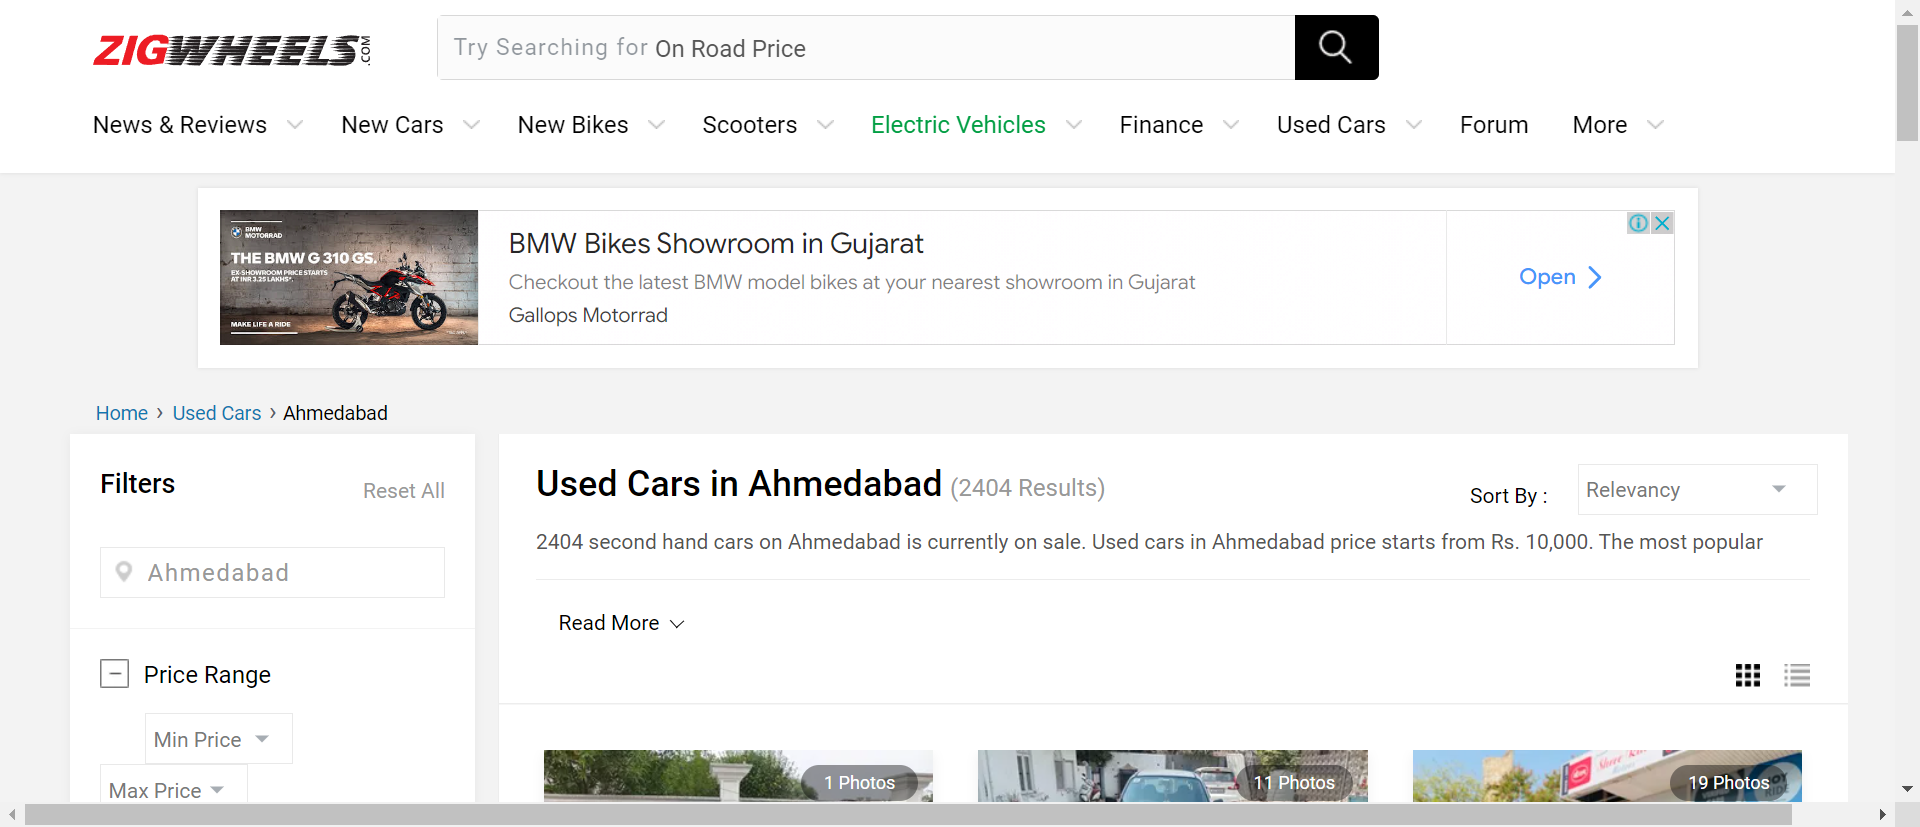 ZIGWHEELS.COM
Try Searching for On Road Price
News & Reviews New Cars New Bikes Scooters Electric Vehicles Finance Used Cars Forum More
BMW
MOTORRAD
THE BMW G 310 GS.
EX-SHOWROOM PRICE STARTS
AT INR 3.25 LAKHS*.
MAKE LIFE A RIDE
BMW Bikes Showroom in Gujarat
Checkout the latest BMW model bikes at your nearest showroom in Gujarat
Gallops Motorrad
Open
Home › Used Cars › Ahmedabad
Filters
Reset All
Ahmedabad
Price Range
Min Price
Max Price
Used Cars in Ahmedabad (2404 Results)
Sort By :
Relevancy
2404 second hand cars on Ahmedabad is currently on sale. Used cars in Ahmedabad price starts from Rs. 10,000. The most popular
Read More
1 Photos
11 Photos
19 Photos